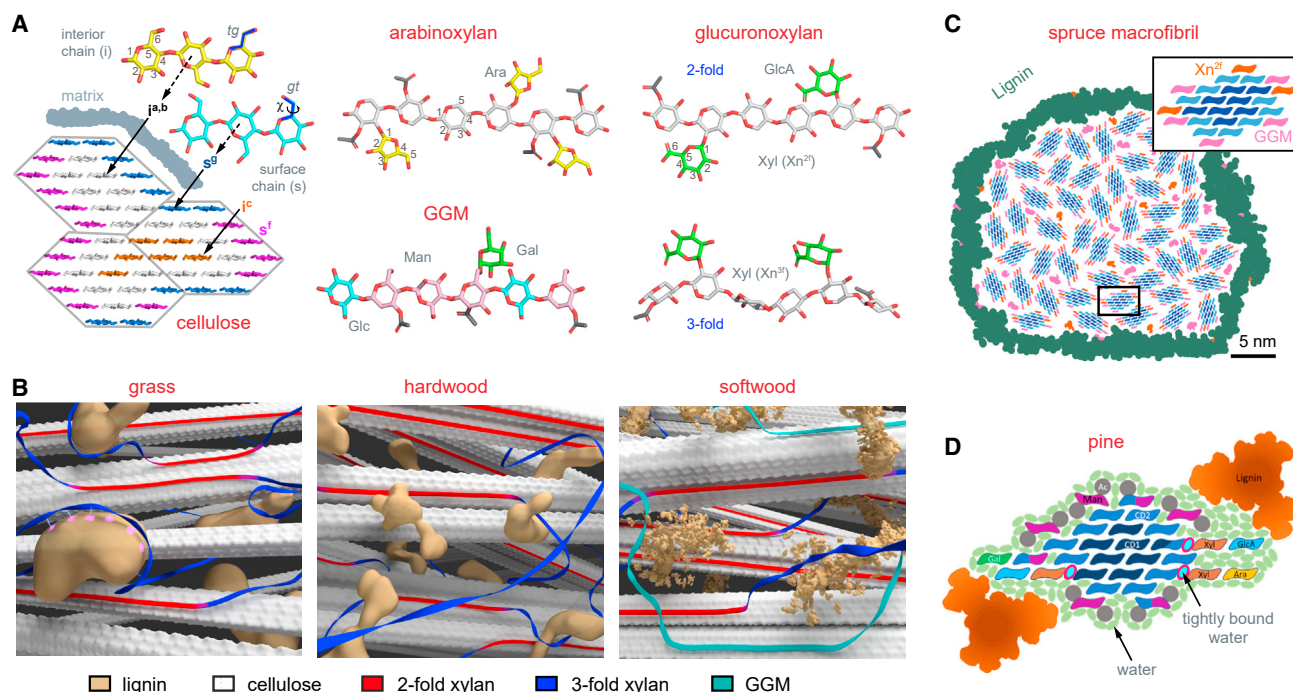 A
interior
chain (i)
6
5
1
4
2
3
tg
i^a,b
matrix
gt
χ
s^g
surface
chain (s)
i^c
s^f
cellulose
arabinoxylan
Ara
5
4
1
2
3
1
2
4
3
5
glucuronoxylan
2-fold
GlcA
6
5
1
4
3
2
Xyl (Xn^2f)
GGM
Man
Gal
Glc
Xyl (Xn^3f)
3-fold
B
grass
hardwood
softwood
lignin
cellulose
2-fold xylan
3-fold xylan
GGM
C
spruce macrofibril
Lignin
Xn^2f
GGM
5 nm
D
pine
Lignin
Ac
Man
CD2
CD1
Xyl
GlcA
Gal
Xyl
Ara
tightly bound
water
water